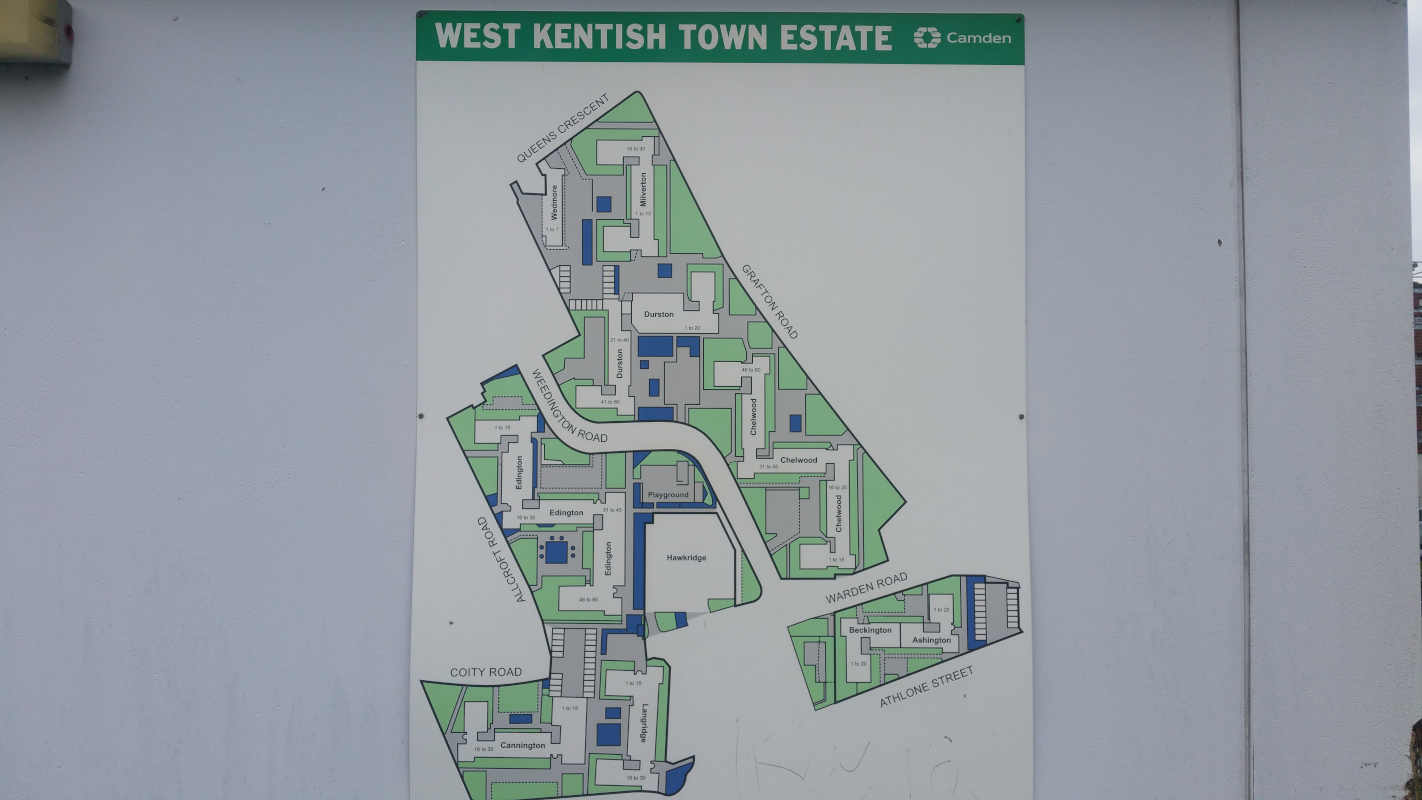 WEST KENTISH TOWN ESTATE
Camden
QUEENS CRESCENT
16 to 30
Milverton
1 to 15
Wedmore
1 to 7
GRAFTON ROAD
Durston
1 to 20
21 to 40
Durston
41 to 60
46 to 60
Chelwood
31 to 45
Chelwood
16 to 30
Chelwood
1 to 15
WEEDINGTON ROAD
1 to 15
Edington
16 to 30
Edington
31 to 45
Edington
46 to 60
Playground
Hawkridge
ALLCROFT ROAD
WARDEN ROAD
1 to 20
Beckington
Ashington
1 to 20
ATHLONE STREET
COITY ROAD
1 to 15
1 to 15
Langridge
16 to 30
Cannington
16 to 30